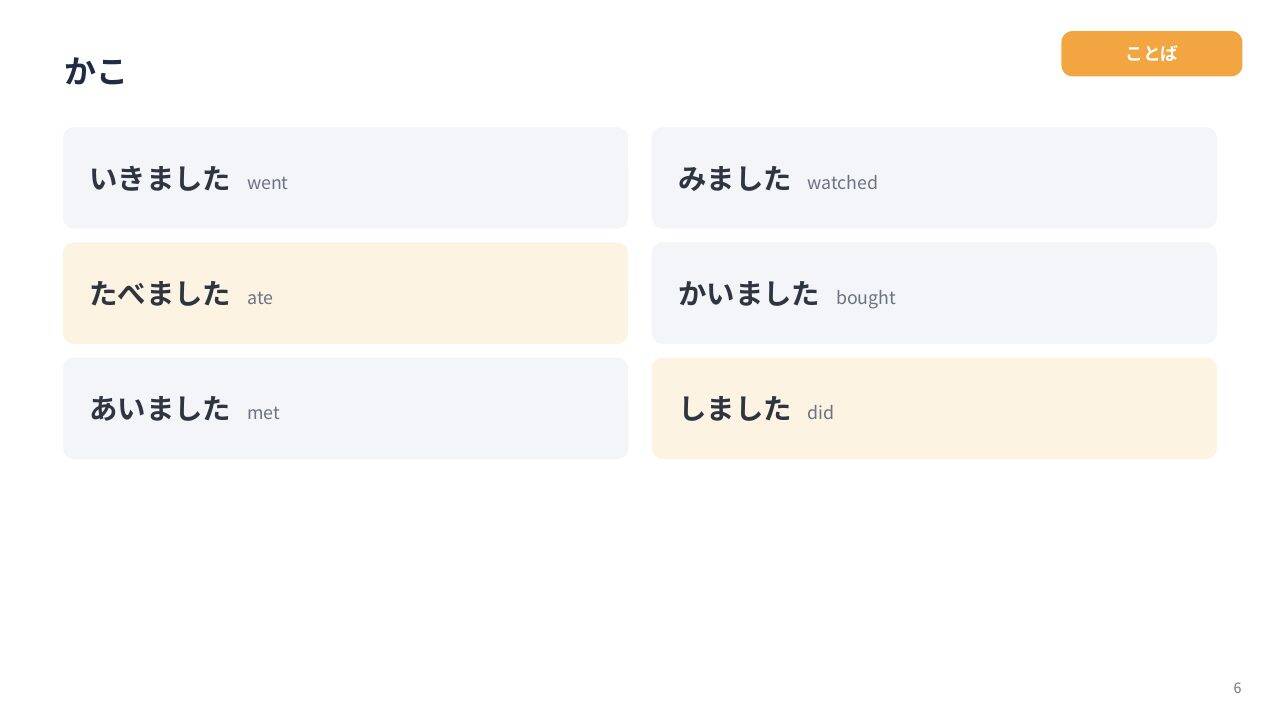 かこ
ことば
いきました went
みました watched
たべました ate
かいました bought
あいました met
しました did
6